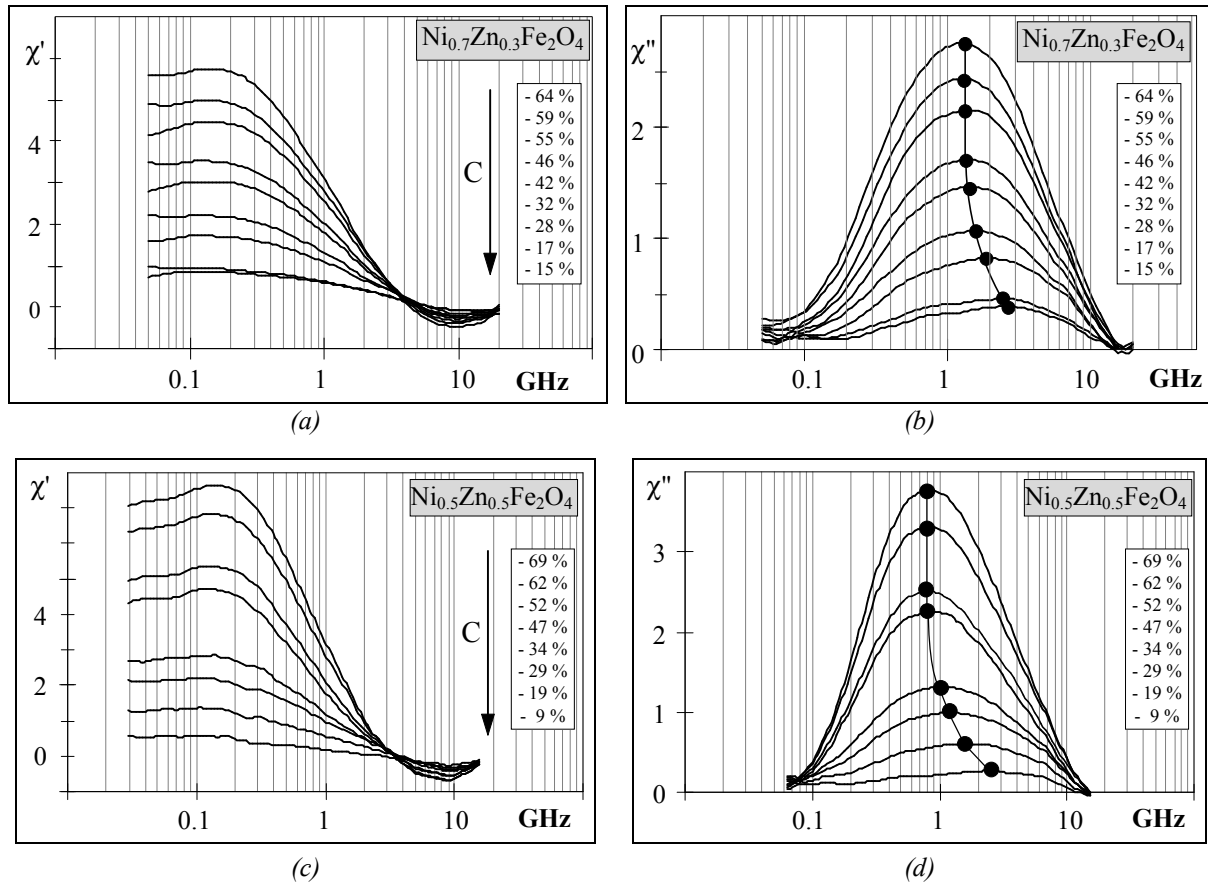 χ'
Ni₀.₇Zn₀.₃Fe₂O₄
- 64 %
- 59 %
- 55 %
- 46 %
- 42 %
- 32 %
- 28 %
- 17 %
- 15 %
C
4
2
0
0.1 1 10 GHz
(a)
χ"
Ni₀.₇Zn₀.₃Fe₂O₄
- 64 %
- 59 %
- 55 %
- 46 %
- 42 %
- 32 %
- 28 %
- 17 %
- 15 %
2
1
0
0.1 1 10 GHz
(b)
χ'
Ni₀.₅Zn₀.₅Fe₂O₄
- 69 %
- 62 %
- 52 %
- 47 %
- 34 %
- 29 %
- 19 %
- 9 %
C
4
2
0
0.1 1 10 GHz
(c)
χ"
Ni₀.₅Zn₀.₅Fe₂O₄
- 69 %
- 62 %
- 52 %
- 47 %
- 34 %
- 29 %
- 19 %
- 9 %
3
2
1
0
0.1 1 10 GHz
(d)